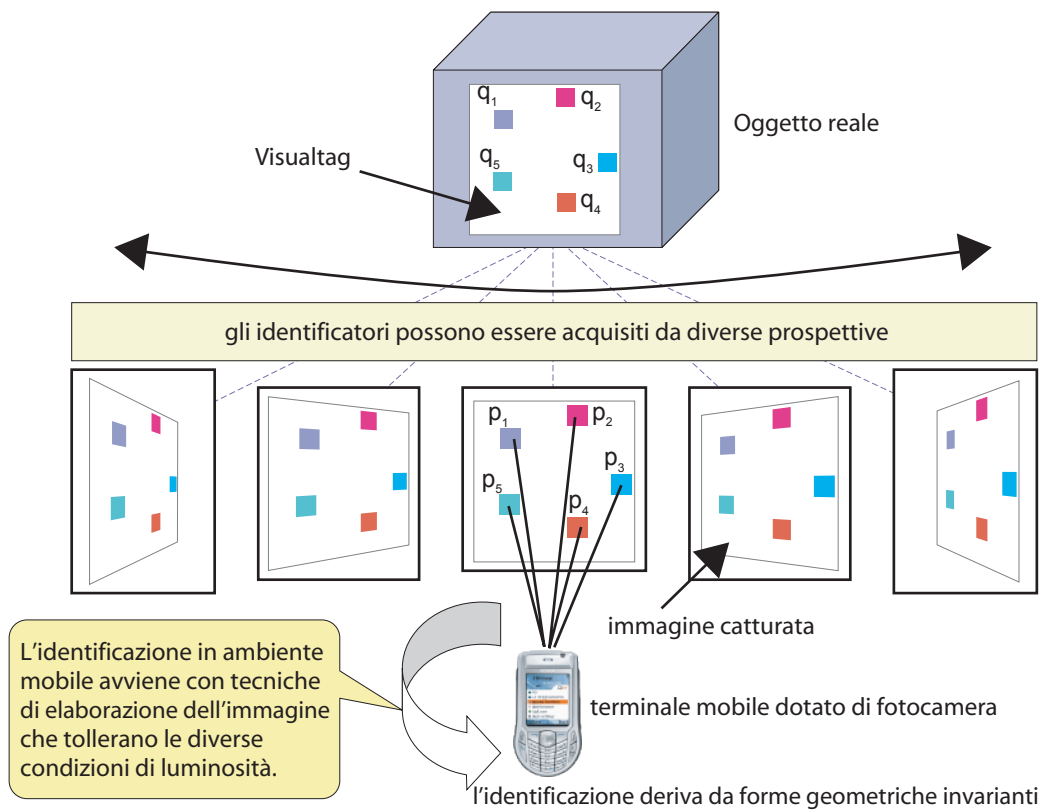 q1
q2
Oggetto reale
Visualtag
q5
q3
q4
gli identificatori possono essere acquisiti da diverse prospettive
p1
p2
p3
p5
p4
immagine catturata
L'identificazione in ambiente
mobile avviene con tecniche
di elaborazione dell'immagine
che tollerano le diverse
condizioni di luminosità.
terminale mobile dotato di fotocamera
l'identificazione deriva da forme geometriche invarianti